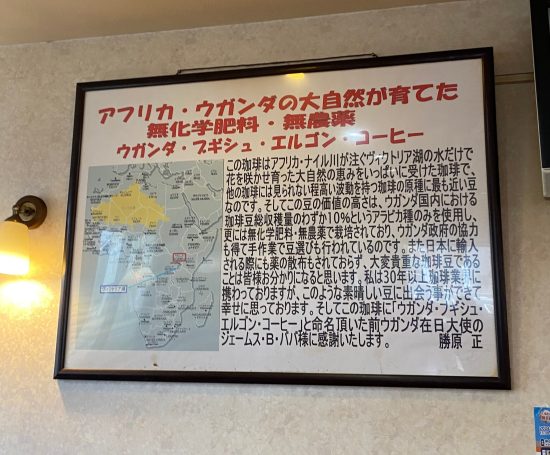 アフリカ・ウガンダの大自然が育てた
無化学肥料・無農薬
ウガンダ・ブギシュ・エルゴン・コーヒー
この珈琲はアフリカ・ナイル川が注ぐヴィクトリア湖の水だけで
花を咲かせ育った大自然の恵みをいっぱいに受けた珈琲で、
他の珈琲には見られない程高い波動を持つ珈琲の原種に最も近い豆
なのです。そしてこの豆の価値の高さは、ウガンダ国内における
珈琲豆総収穫量のわずか10%というアラビカ種のみを使用し、
更には無化学肥料・無農薬で栽培されており、ウガンダ政府の協力
も得て手作業で豆選びも行われているのです。また日本に輸入
される際にも薬の散布もされておらず、大変貴重な珈琲豆である
ことは皆様お分かりになると思います。私は30年以上珈琲業界に
携わっておりますが、このような素晴しい豆に出会う事ができて
幸せに思っております。そしてこの珈琲に「ウガンダ・ブギシュ・
エルゴン・コーヒー」と命名頂いた前ウガンダ在日大使の
ジェームス・B・ババ様に感謝いたします。 勝原 正